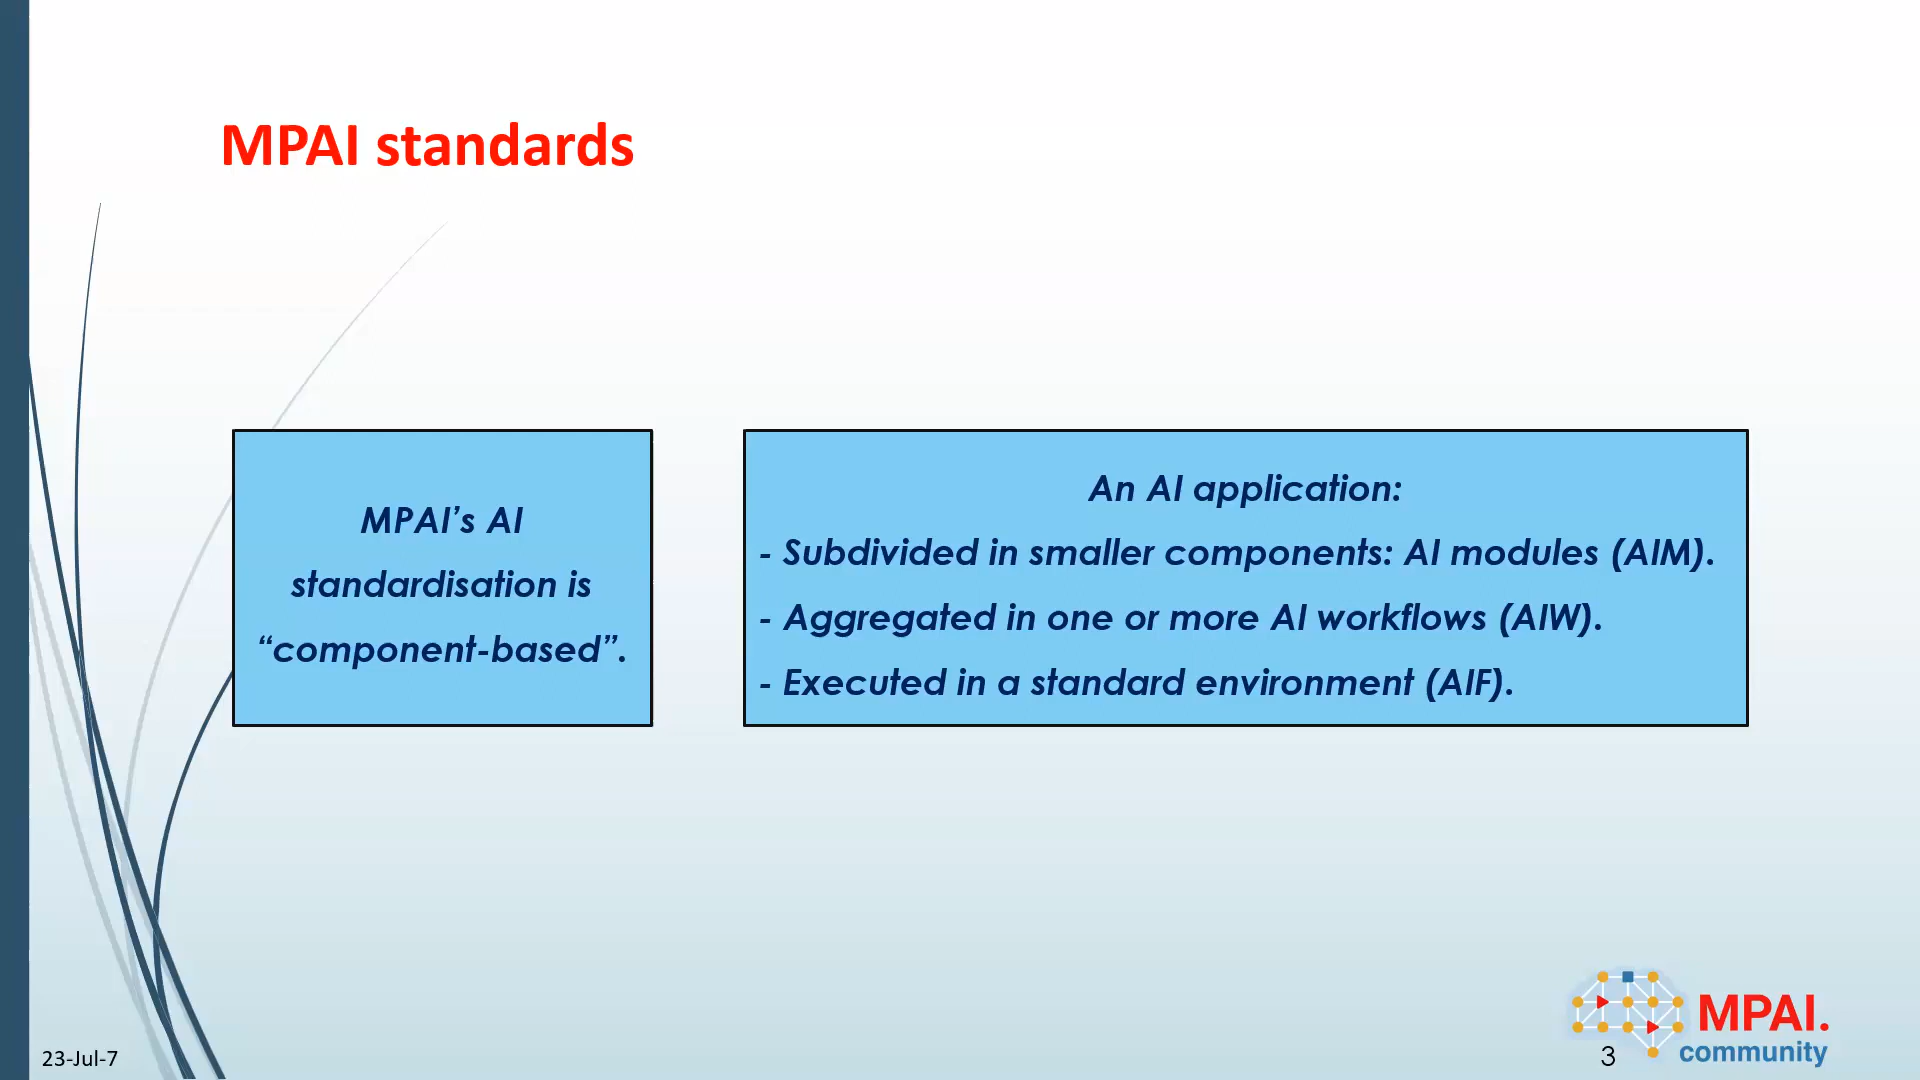 MPAI standards
MPAI’s AI
standardisation is
“component-based”.
An AI application:
- Subdivided in smaller components: AI modules (AIM).
- Aggregated in one or more AI workflows (AIW).
- Executed in a standard environment (AIF).
23-Jul-7
3
MPAI.
community